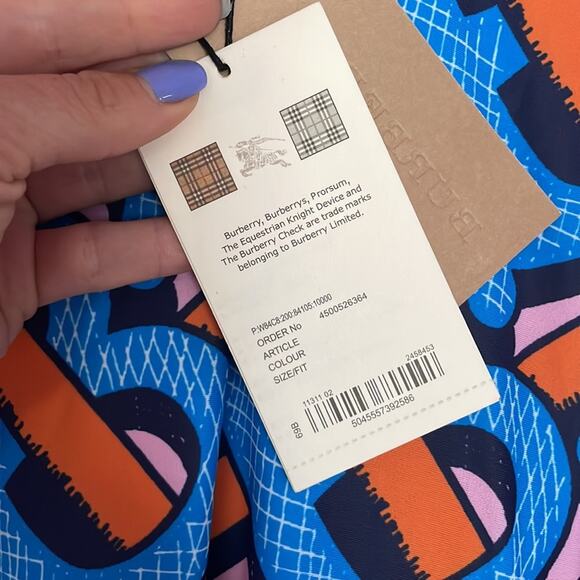 Burberry, Burberrys, Prorsum,
The Equestrian Knight Device and
The Burberry Check are trade marks
belonging to Burberry Limited.
P:W84C8:200:84105:10000
ORDER No 4500526364
ARTICLE
COLOUR
SIZE/FIT
11311 02 2458453
5045557392586
69B